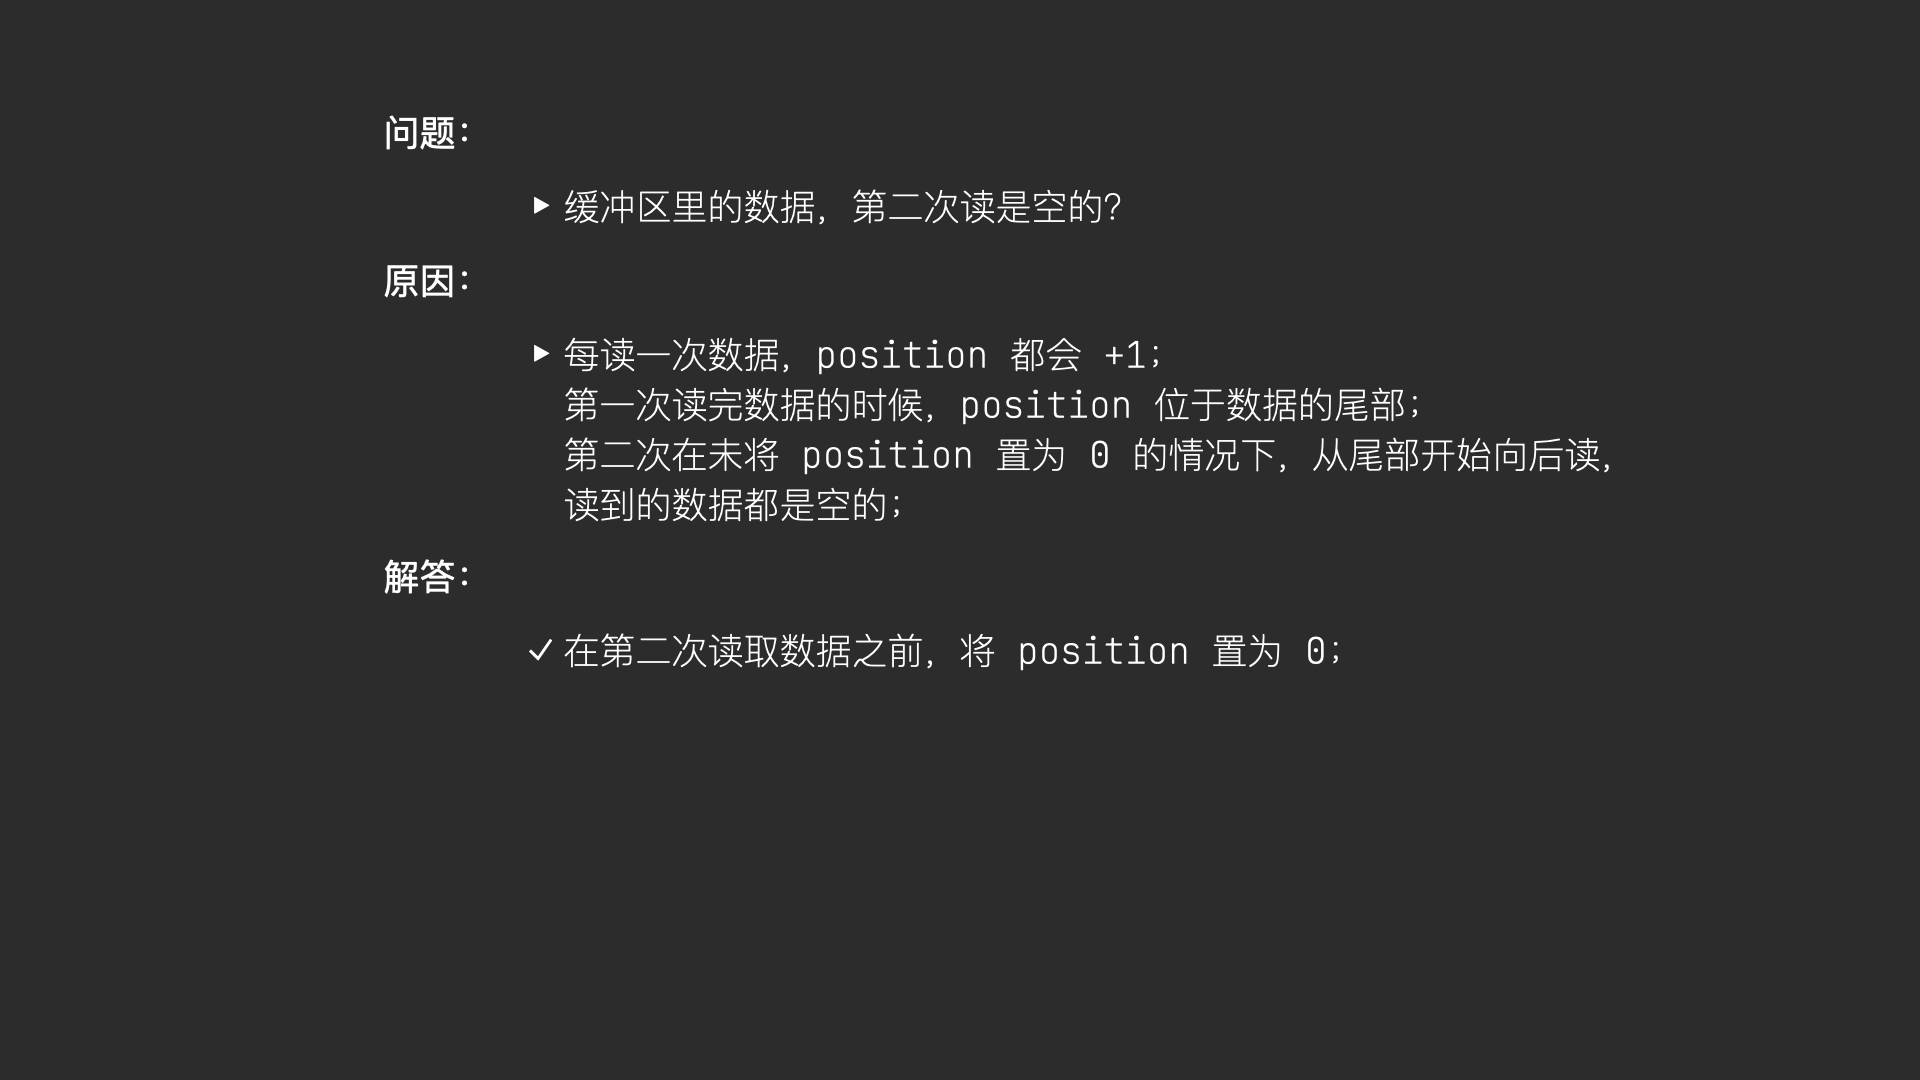 问题：
▶ 缓冲区里的数据，第二次读是空的？
原因：
▶ 每读一次数据，position 都会 +1；
第一次读完数据的时候，position 位于数据的尾部；
第二次在未将 position 置为 0 的情况下，从尾部开始向后读，
读到的数据都是空的；
解答：
✓ 在第二次读取数据之前，将 position 置为 0；